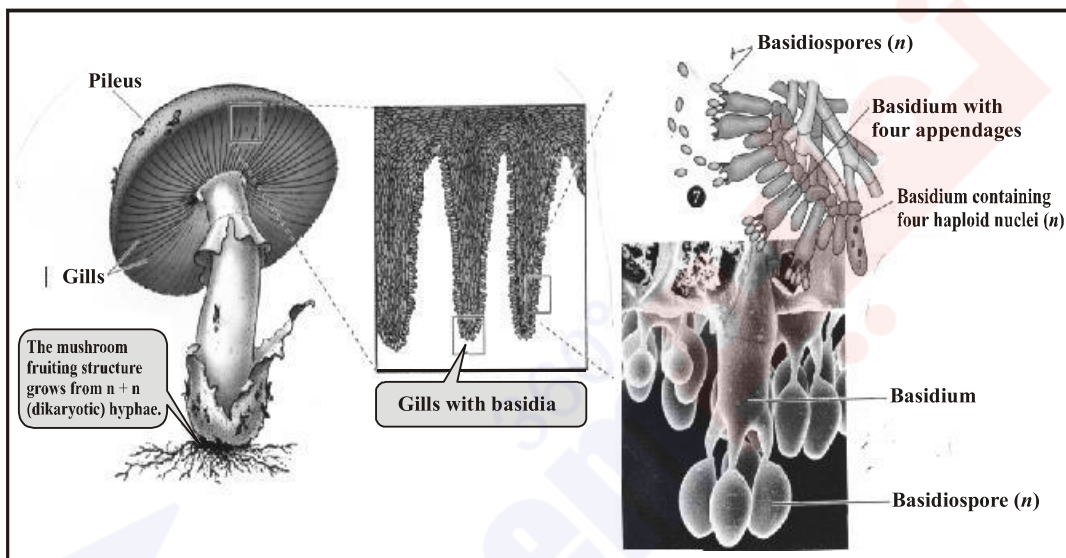 Pileus
Gills
The mushroom
fruiting structure
grows from n + n
(dikaryotic) hyphae.
Gills with basidia
Basidiospores (n)
Basidium with
four appendages
7
Basidium containing
four haploid nuclei (n)
Basidium
Basidiospore (n)